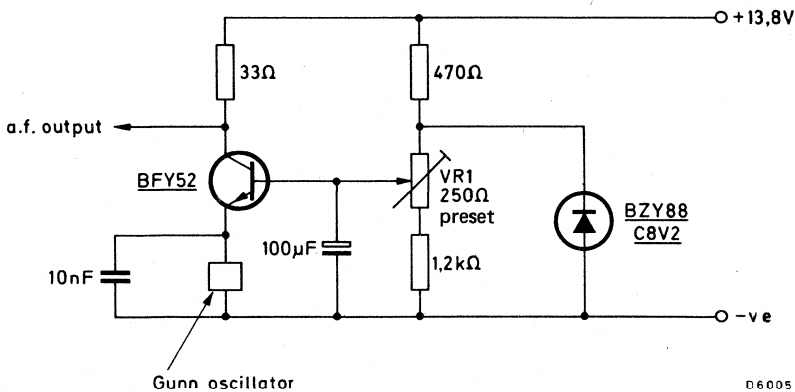 +13,8V
33Ω
470Ω
a.f. output
BFY52
VR1
250Ω
preset
BZY88
C8V2
100µF
10nF
1,2kΩ
-ve
Gunn oscillator
D6005